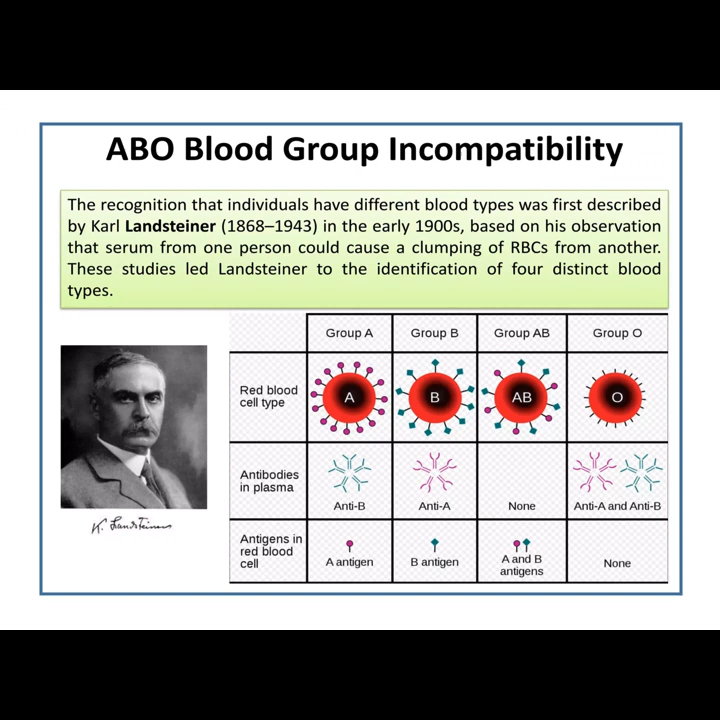 ABO Blood Group Incompatibility
The recognition that individuals have different blood types was first described
by Karl Landsteiner (1868–1943) in the early 1900s, based on his observation
that serum from one person could cause a clumping of RBCs from another.
These studies led Landsteiner to the identification of four distinct blood
types.
Group A Group B Group AB Group O
Red blood
cell type
A B AB O
Antibodies
in plasma
Anti-B Anti-A None Anti-A and Anti-B
Antigens in
red blood
cell
A antigen B antigen A and B
antigens None
K. Landsteiner